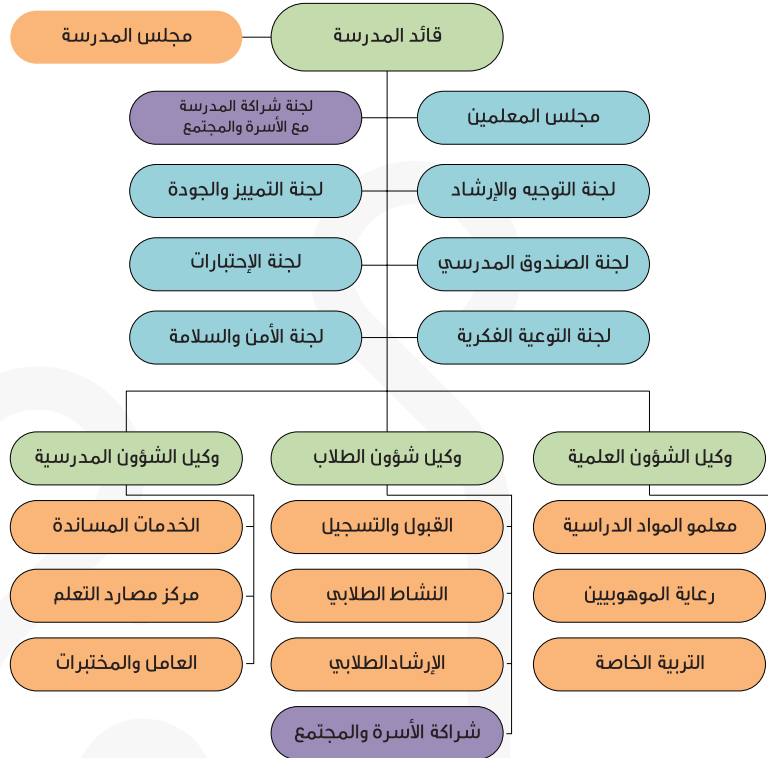 قائد المدرسة
مجلس المدرسة
مجلس المعلمين
لجنة شراكة المدرسة
مع الأسرة والمجتمع
لجنة التوجيه والإرشاد
لجنة التمييز والجودة
لجنة الصندوق المدرسي
لجنة الإختبارات
لجنة التوعية الفكرية
لجنة الأمن والسلامة
وكيل الشؤون العلمية
وكيل شؤون الطلاب
وكيل الشؤون المدرسية
معلمو المواد الدراسية
القبول والتسجيل
الخدمات المساندة
رعاية الموهوبيين
النشاط الطلابي
مركز مصارد التعلم
التربية الخاصة
الإرشادالطلابي
العامل والمختبرات
شراكة الأسرة والمجتمع